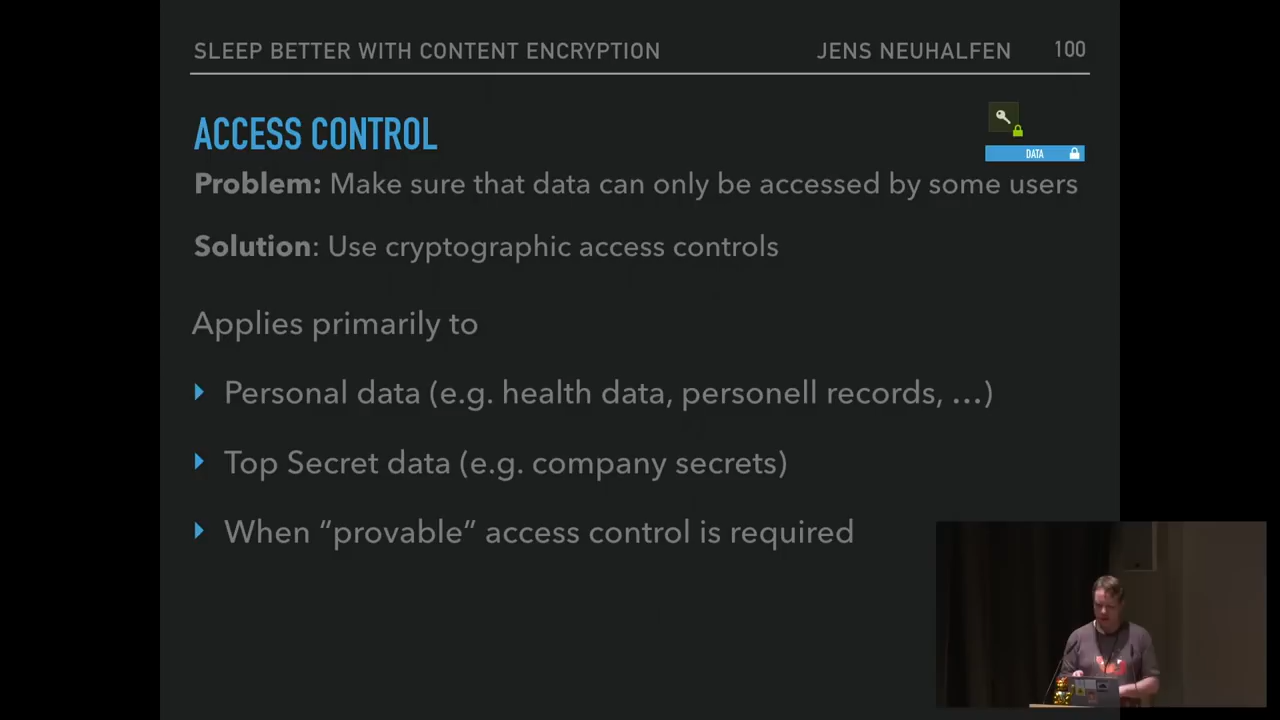 SLEEP BETTER WITH CONTENT ENCRYPTION JENS NEUHALFEN 100
ACCESS CONTROL
DATA
Problem: Make sure that data can only be accessed by some users
Solution: Use cryptographic access controls
Applies primarily to
Personal data (e.g. health data, personell records, …)
Top Secret data (e.g. company secrets)
When “provable” access control is required